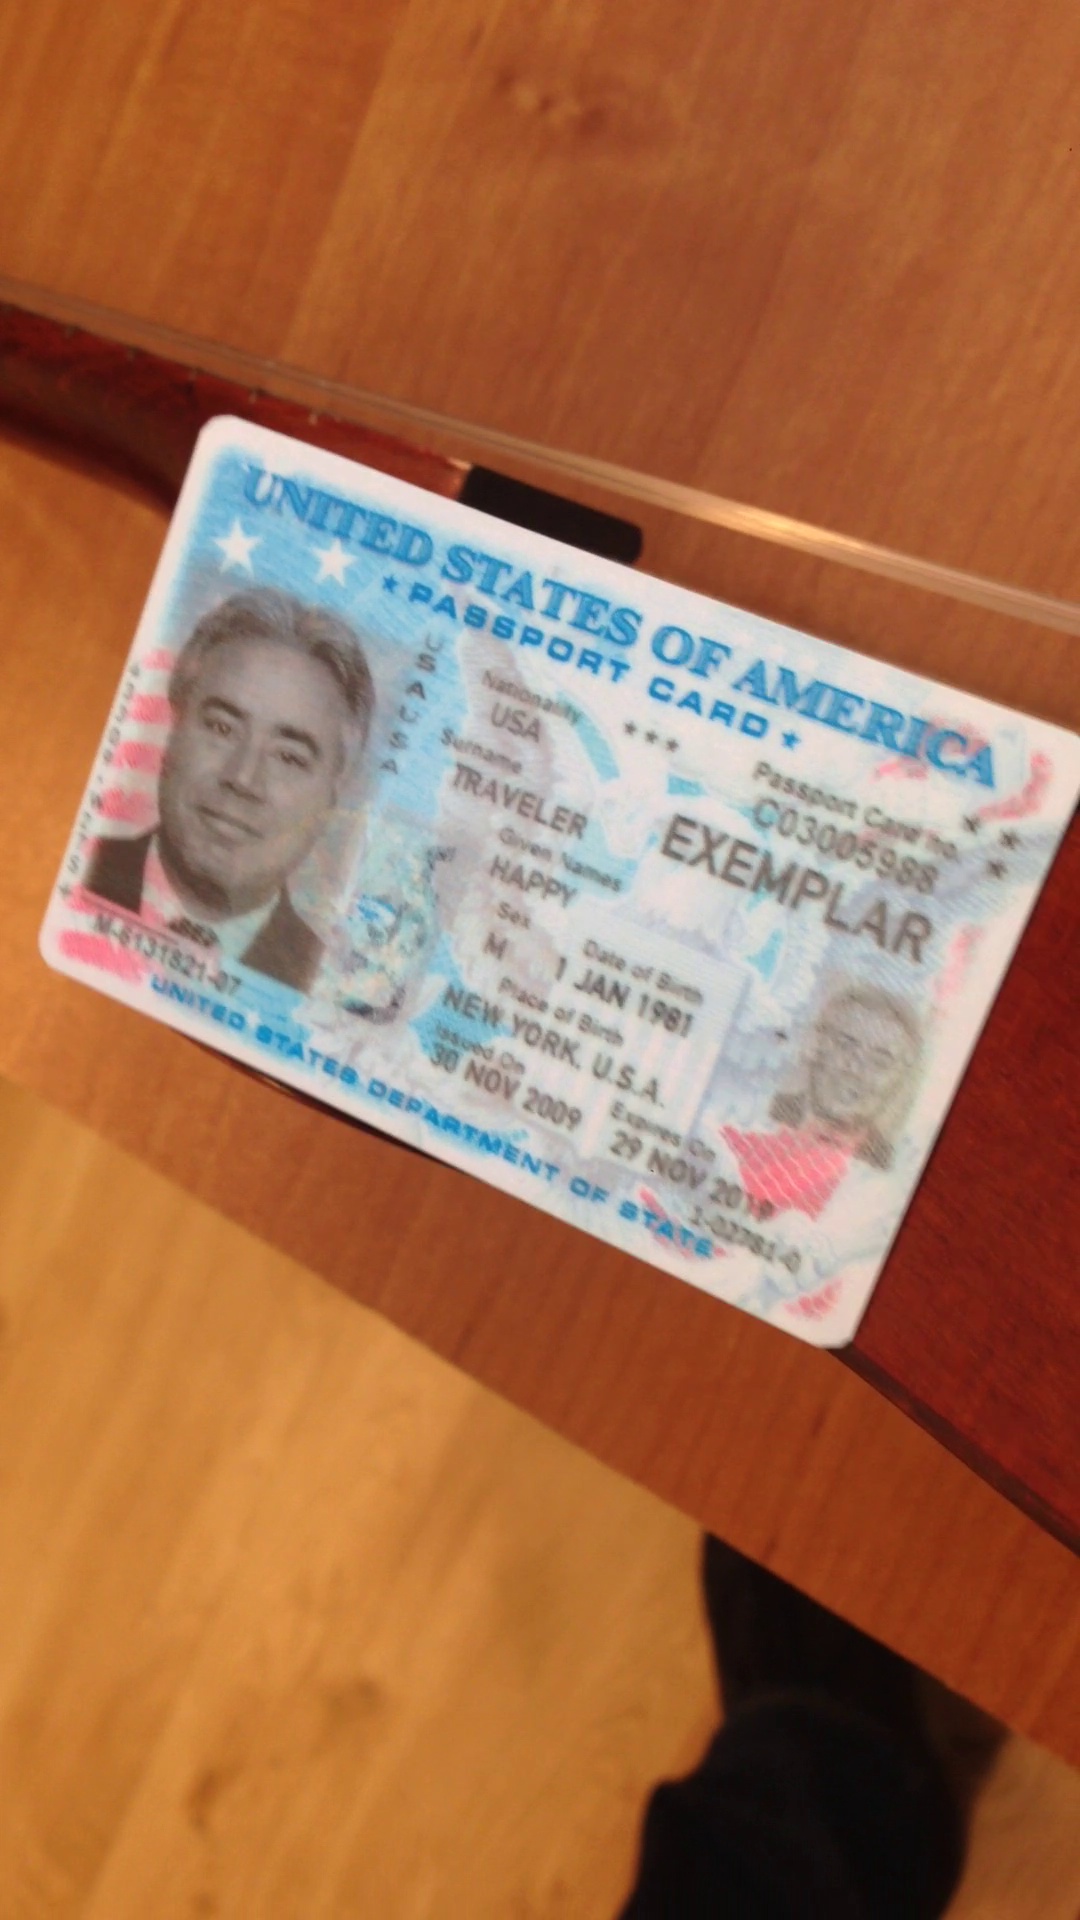 UNITED STATES OF AMERICA
★ PASSPORT CARD ★
USAUSA
Nationality
USA
***
Passport Card no.
C03005988
Surname
TRAVELER
EXEMPLAR
Given Names
HAPPY
Sex
M
Date of Birth
1 JAN 1981
Place of Birth
NEW YORK, U.S.A.
Issued On
30 NOV 2009
Expires On
29 NOV 2019
M-6131821-07
1-02781-0
UNITED STATES DEPARTMENT OF STATE